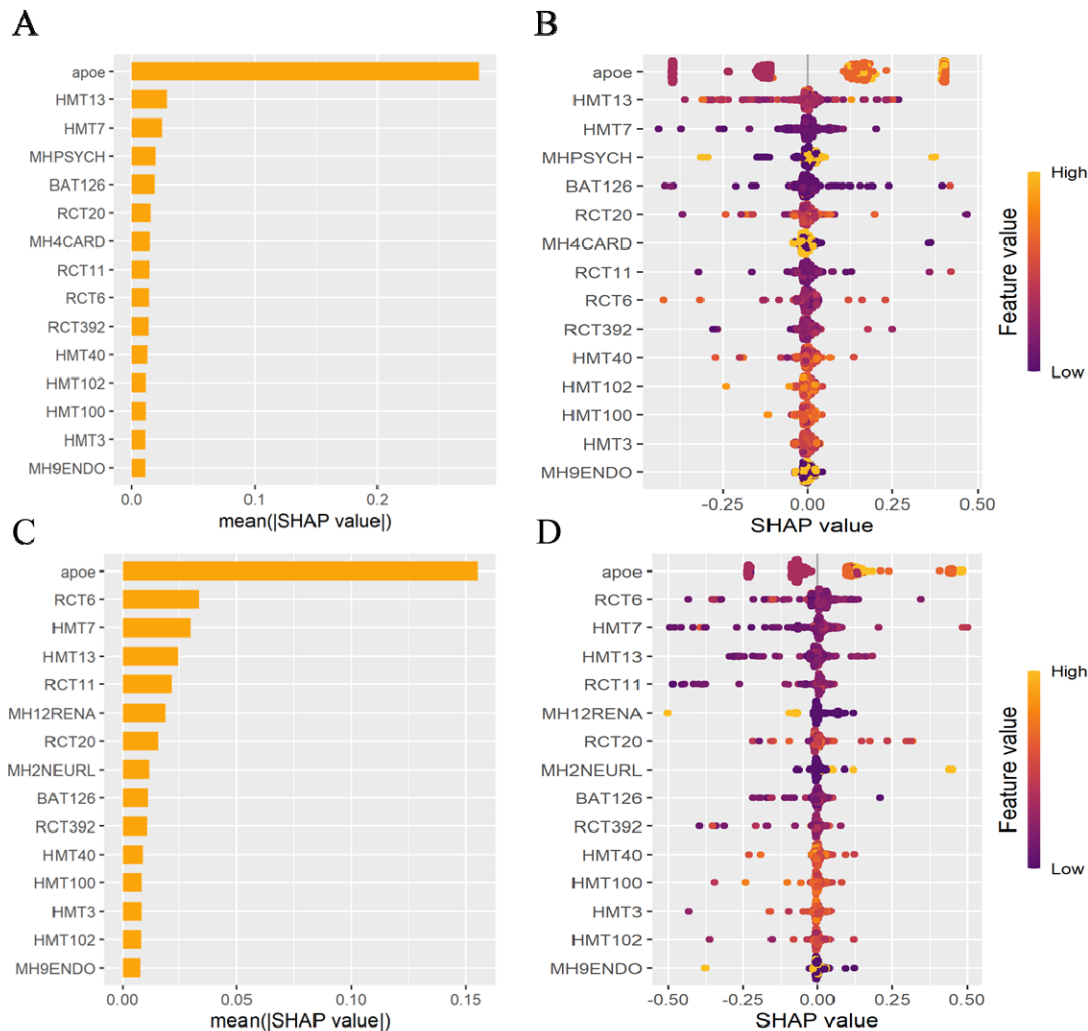 A
apoe
HMT13
HMT7
MHPSYCH
BAT126
RCT20
MH4CARD
RCT11
RCT6
RCT392
HMT40
HMT102
HMT100
HMT3
MH9ENDO
0.0 0.1 0.2
mean(|SHAP value|)
B
apoe
HMT13
HMT7
MHPSYCH
BAT126
RCT20
MH4CARD
RCT11
RCT6
RCT392
HMT40
HMT102
HMT100
HMT3
MH9ENDO
-0.25 0.00 0.25 0.50
SHAP value
High
Low
Feature value
C
apoe
RCT6
HMT7
HMT13
RCT11
MH12RENA
RCT20
MH2NEURL
BAT126
RCT392
HMT40
HMT100
HMT3
HMT102
MH9ENDO
0.00 0.05 0.10 0.15
mean(|SHAP value|)
D
apoe
RCT6
HMT7
HMT13
RCT11
MH12RENA
RCT20
MH2NEURL
BAT126
RCT392
HMT40
HMT100
HMT3
HMT102
MH9ENDO
-0.50 -0.25 0.00 0.25 0.50
SHAP value
High
Low
Feature value